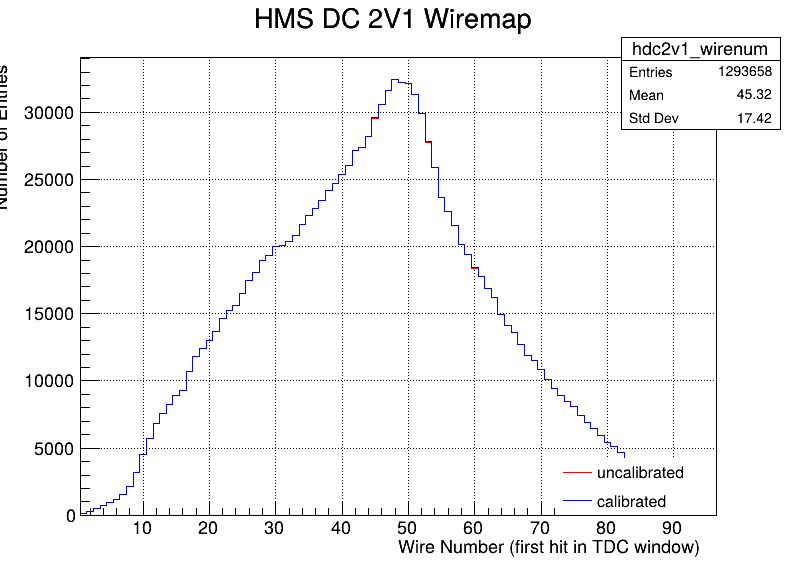 HMS DC 2V1 Wiremap
hdc2v1_wirenum
Entries 1293658
Mean 45.32
Std Dev 17.42
Number of Entries
30000
25000
20000
15000
10000
5000
0
uncalibrated
calibrated
10 20 30 40 50 60 70 80 90
Wire Number (first hit in TDC window)